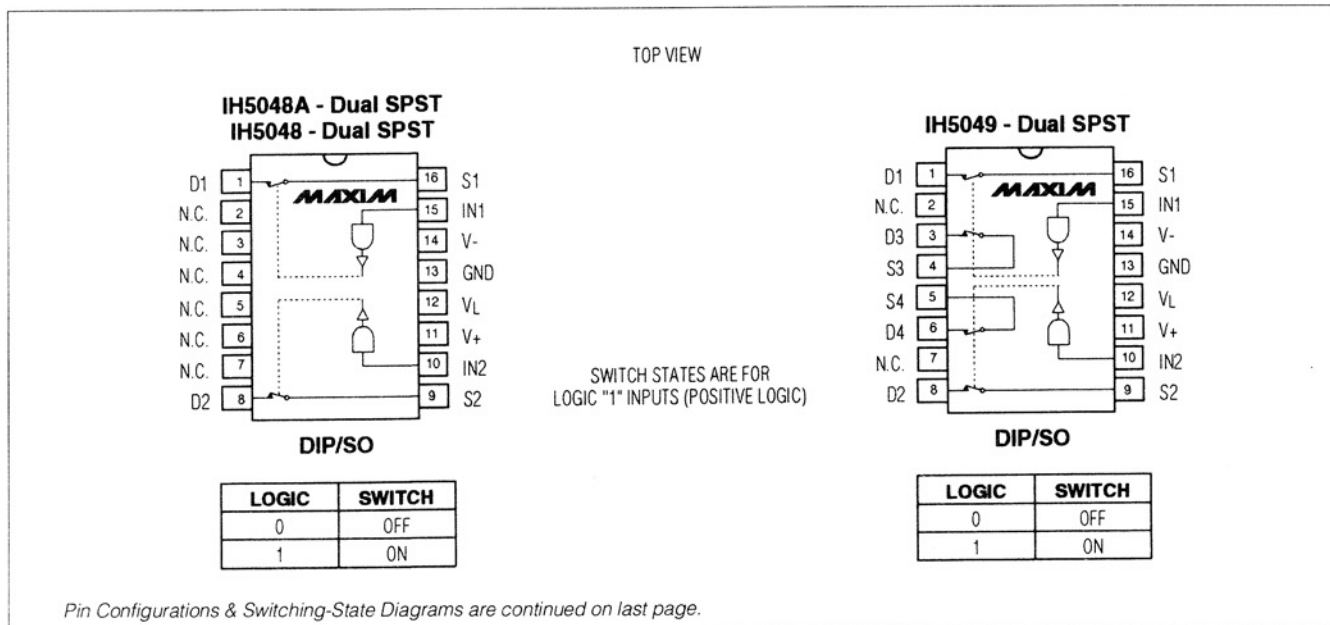 TOP VIEW
IH5048A - Dual SPST
IH5048 - Dual SPST
D1 1 16 S1
MAXIM
N.C. 2 15 IN1
N.C. 3 14 V-
N.C. 4 13 GND
N.C. 5 12 VL
N.C. 6 11 V+
N.C. 7 10 IN2
D2 8 9 S2
DIP/SO
LOGIC SWITCH
0 OFF
1 ON
SWITCH STATES ARE FOR
LOGIC "1" INPUTS (POSITIVE LOGIC)
IH5049 - Dual SPST
D1 1 16 S1
MAXIM
N.C. 2 15 IN1
D3 3 14 V-
S3 4 13 GND
S4 5 12 VL
D4 6 11 V+
N.C. 7 10 IN2
D2 8 9 S2
DIP/SO
LOGIC SWITCH
0 OFF
1 ON
Pin Configurations & Switching-State Diagrams are continued on last page.